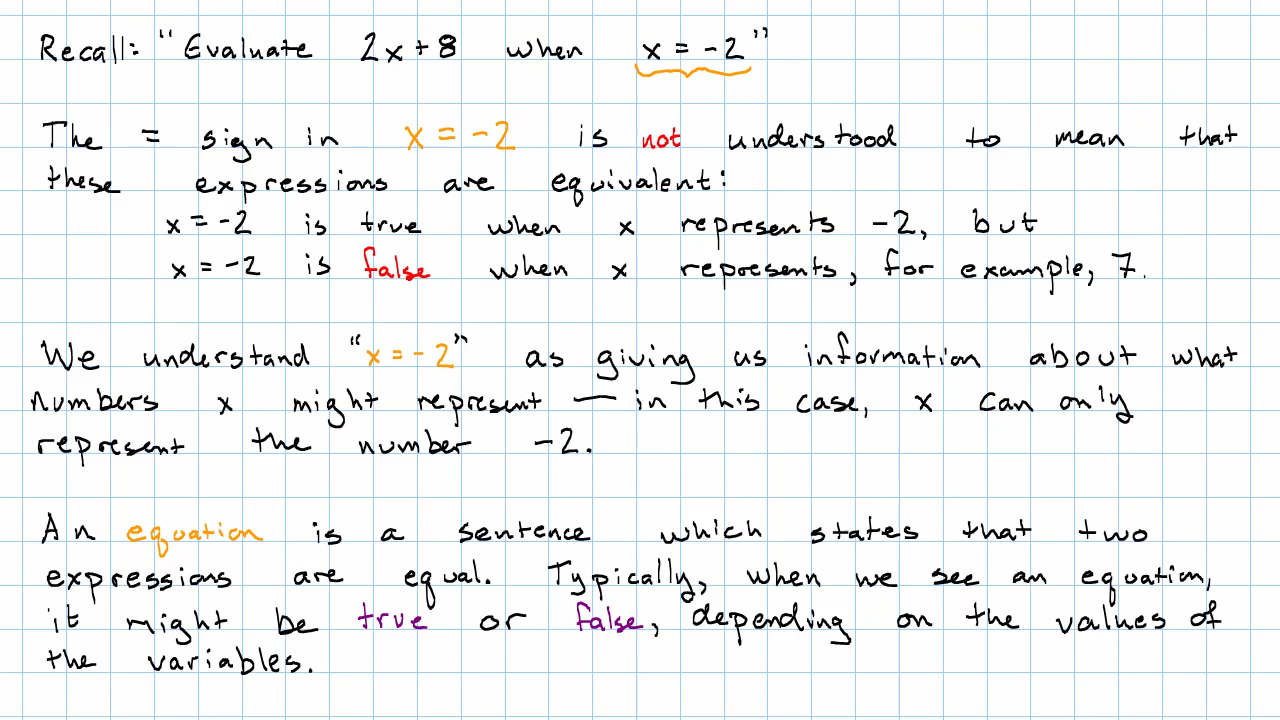 Recall: "Evaluate 2x+8 when x = -2"
The = sign in x = -2 is not understood to mean that
these expressions are equivalent:
x = -2 is true when x represents -2, but
x = -2 is false when x represents, for example, 7.
We understand "x = -2" as giving us information about what
numbers x might represent — in this case, x can only
represent the number -2.
An equation is a sentence which states that two
expressions are equal. Typically, when we see an equation,
it might be true or false, depending on the values of
the variables.